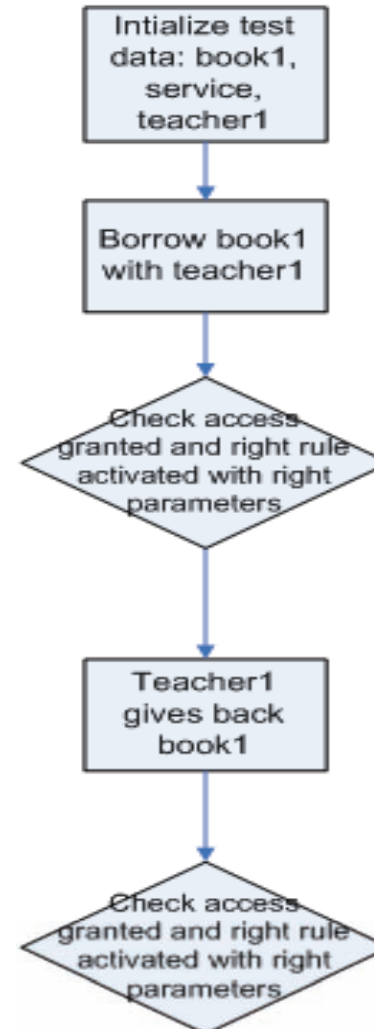 Intialize test
data: book1,
service,
teacher1
Borrow book1
with teacher1
Check access
granted and right rule
activated with right
parameters
Teacher1
gives back
book1
Check access
granted and right rule
activated with right
parameters